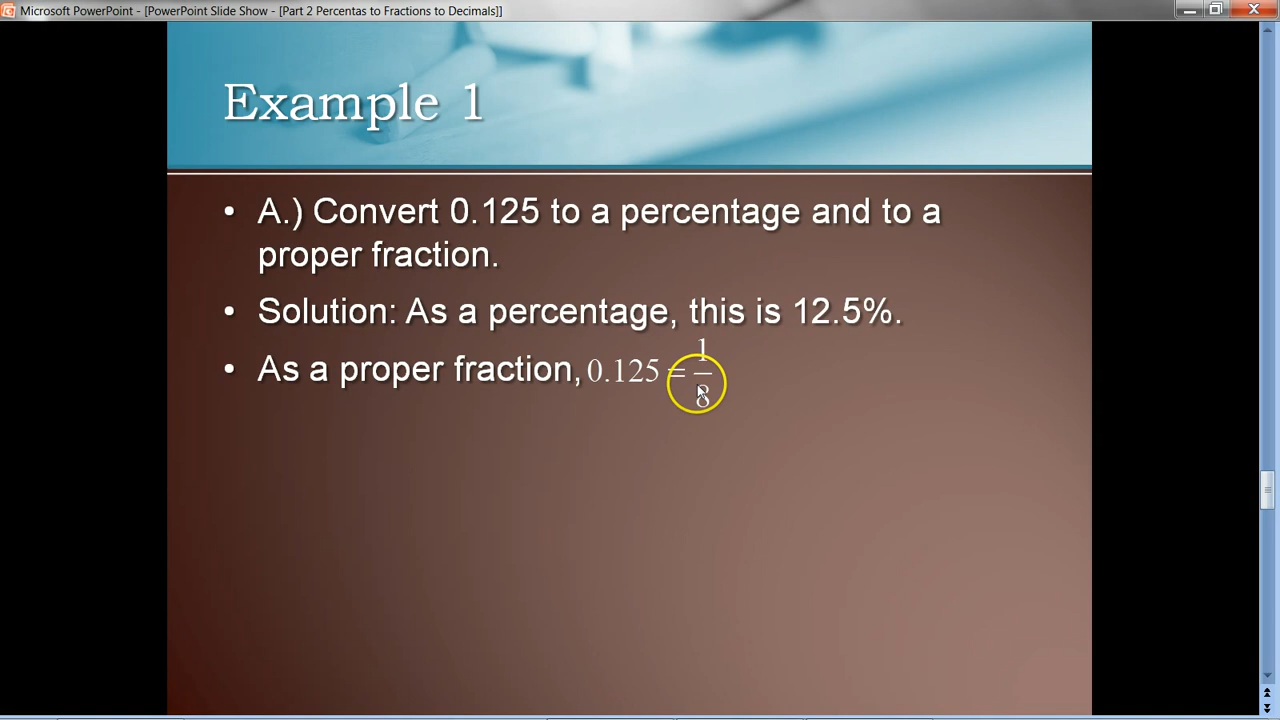 Microsoft PowerPoint - [PowerPoint Slide Show - [Part 2 Percentas to Fractions to Decimals]]
Example 1
• A.) Convert 0.125 to a percentage and to a
proper fraction.
• Solution: As a percentage, this is 12.5%.
• As a proper fraction, 0.125 = 1/8